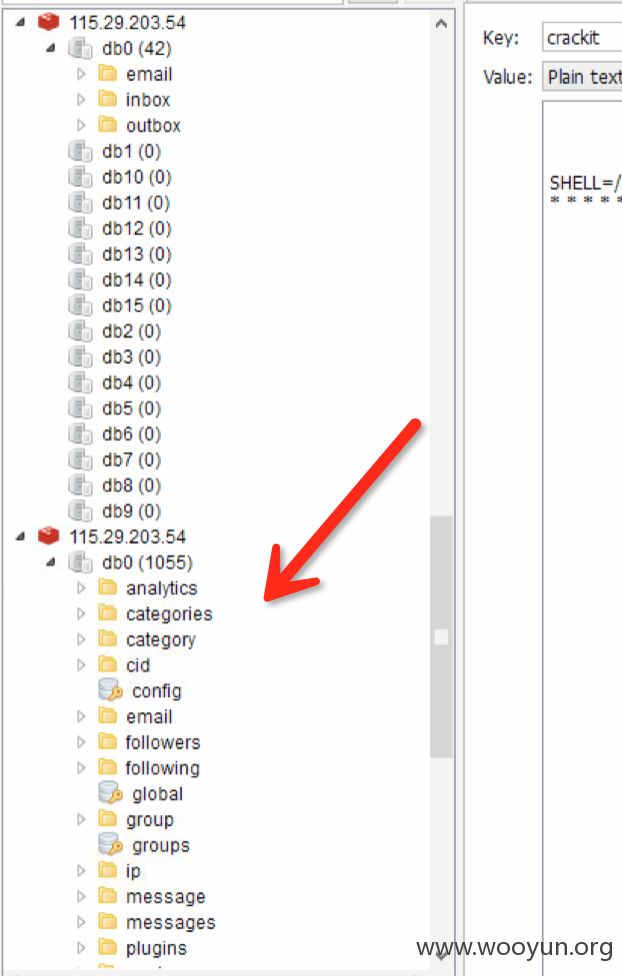 115.29.203.54
db0 (42)
email
inbox
outbox
db1 (0)
db10 (0)
db11 (0)
db12 (0)
db13 (0)
db14 (0)
db15 (0)
db2 (0)
db3 (0)
db4 (0)
db5 (0)
db6 (0)
db7 (0)
db8 (0)
db9 (0)
115.29.203.54
db0 (1055)
analytics
categories
category
cid
config
email
followers
following
global
group
groups
ip
message
messages
plugins
Key: crackit
Value: Plain text
SHELL=/
* * * * *
www.wooyun.org